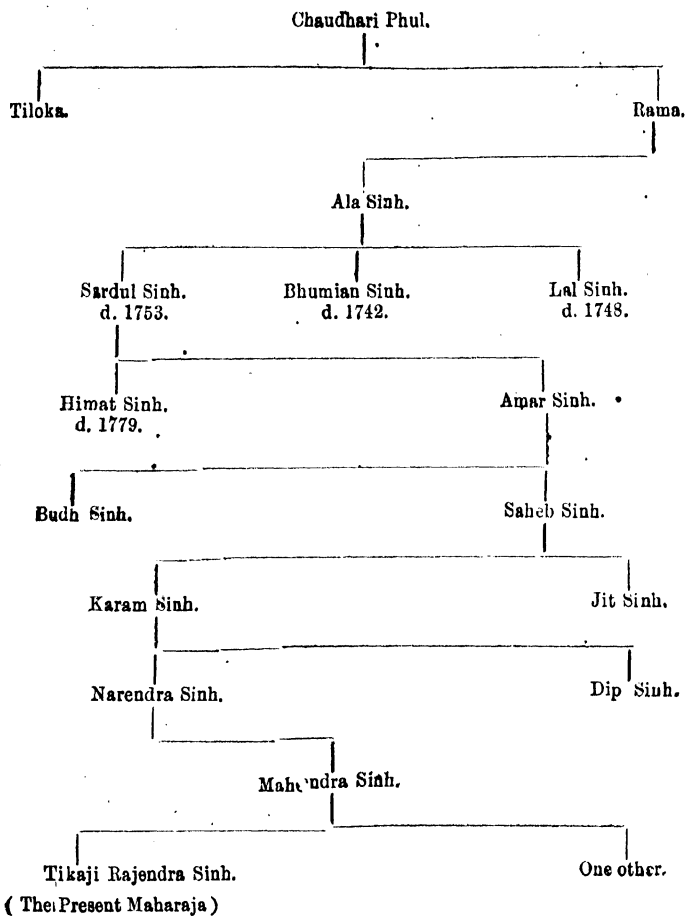 Chaudhari Phul.
Tiloka. Rama.
Ala Sinh.
Sardul Sinh. Bhumian Sinh. Lal Sinh.
d. 1753. d. 1742. d. 1748.
Himat Sinh. Amar Sinh.
d. 1779.
Budh Sinh. Saheb Sinh.
Karam Sinh. Jit Sinh.
Narendra Sinh. Dip Sinh.
Mahendra Sinh.
Tikaji Rajendra Sinh. One other.
( The Present Maharaja )